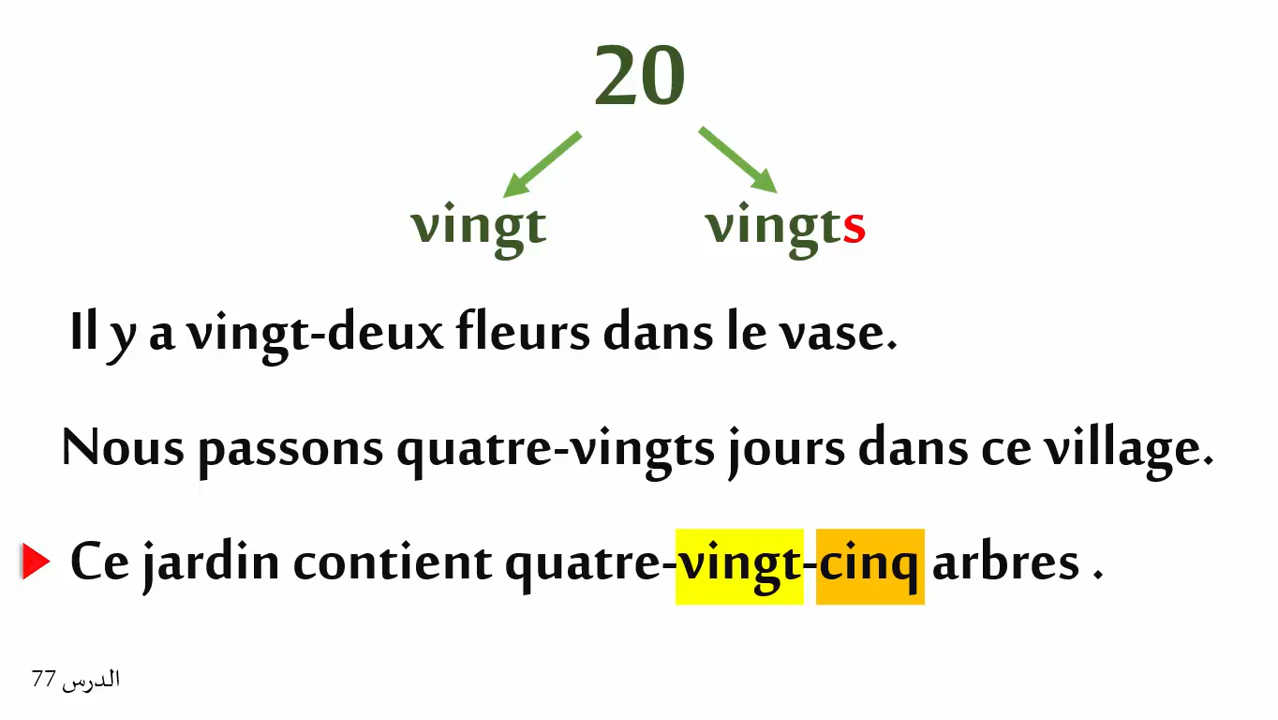 20
vingt vingts
Il y a vingt-deux fleurs dans le vase.
Nous passons quatre-vingts jours dans ce village.
Ce jardin contient quatre-vingt-cinq arbres .
الدرس 77